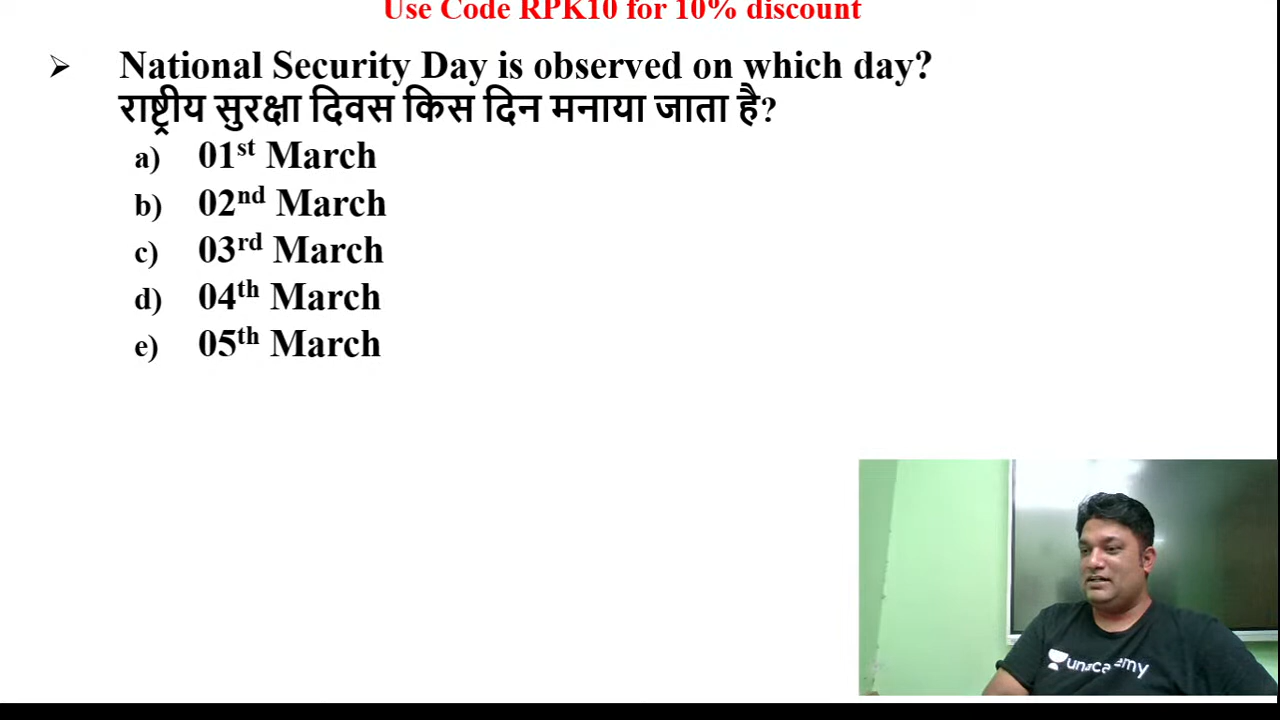 Use Code RPK10 for 10% discount
➤ National Security Day is observed on which day?
राष्ट्रीय सुरक्षा दिवस किस दिन मनाया जाता है?
a) 01st March
b) 02nd March
c) 03rd March
d) 04th March
e) 05th March
unacademy